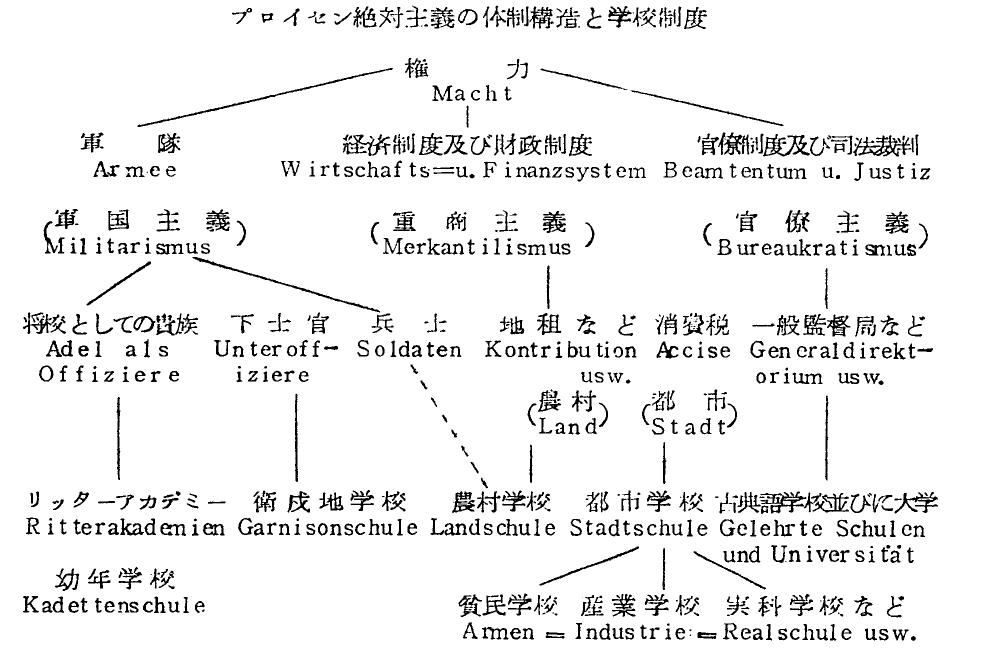 プロイセン絶対主義の体制構造と学校制度
権　力
Macht
軍　隊　経済制度及び財政制度　官僚制度及び司法裁判
Armee　Wirtschafts=u. Finanzsystem　Beamtentum u. Justiz
(軍国主義　(重商主義　(官僚主義
Militarismus)　Merkantilismus)　Bureaukratismus)
将校としての貴族　下士官　兵士　地租など　消費税　一般監督局など
Adel als　Unteroff-　Soldaten　Kontribution　Accise　Generaldirekt-
Offiziere　iziere　usw.　orium usw.
(農村　(都市
Land)　Stadt)
リッターアカデミー　衛戍地学校　農村学校　都市学校　古典語学校並びに大学
Ritterakademien　Garnisonschule　Landschule　Stadtschule　Gelehrte Schulen
und Universität
幼年学校
Kadettenschule
貧民学校　産業学校　実科学校など
Armen = Industrie = Realschule usw.